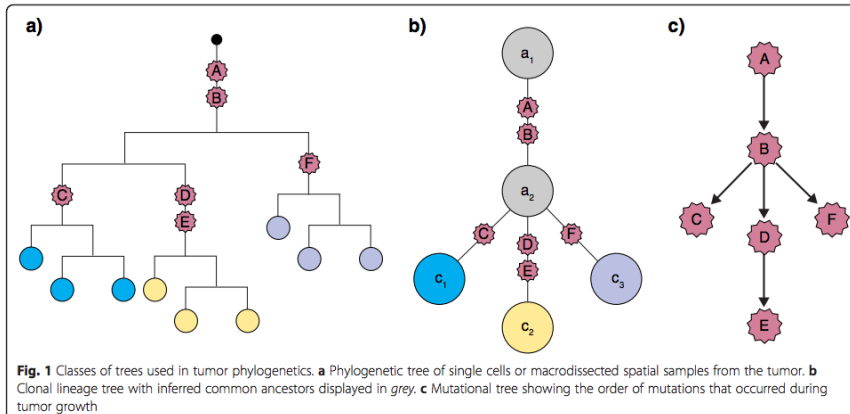 a)
A
B
C
D
E
F
b)
a1
A
B
a2
C
D
E
F
c1
c2
c3
c)
A
B
C
D
F
E
Fig. 1 Classes of trees used in tumor phylogenetics. a Phylogenetic tree of single cells or macrodissected spatial samples from the tumor. b
Clonal lineage tree with inferred common ancestors displayed in grey. c Mutational tree showing the order of mutations that occurred during
tumor growth